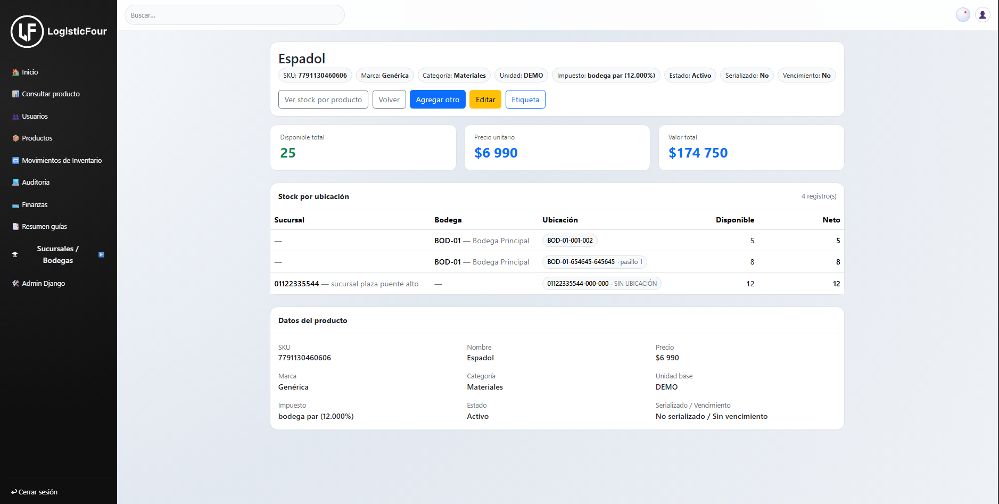 LogisticFour
Inicio
Consultar producto
Usuarios
Productos
Movimientos de Inventario
Auditoria
Finanzas
Resumen guías
Sucursales /
Bodegas
Admin Django
Cerrar sesión
Buscar...
Espadol
SKU: 7791130460606 Marca: Genérica Categoría: Materiales Unidad: DEMO Impuesto: bodega par (12.000%) Estado: Activo Serializado: No Vencimiento: No
Ver stock por producto Volver Agregar otro Editar Etiqueta
Disponible total Precio unitario Valor total
25 $6 990 $174 750
Stock por ubicación 4 registro(s)
Sucursal Bodega Ubicación Disponible Neto
— BOD-01 — Bodega Principal BOD-01-001-002 5 5
— BOD-01 — Bodega Principal BOD-01-654645-645645 · pasillo 1 8 8
01122335544 — sucursal plaza puente alto — 01122335544-000-000 · SIN UBICACIÓN 12 12
Datos del producto
SKU Nombre Precio
7791130460606 Espadol $6 990
Marca Categoría Unidad base
Genérica Materiales DEMO
Impuesto Estado Serializado / Vencimiento
bodega par (12.000%) Activo No serializado / Sin vencimiento